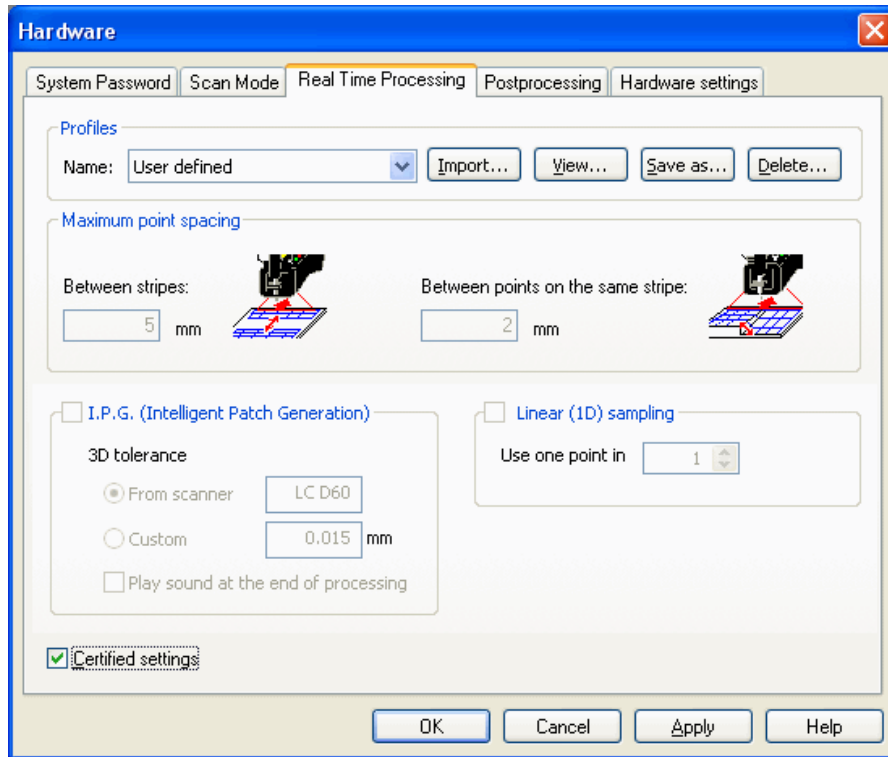 Hardware
System Password Scan Mode Real Time Processing Postprocessing Hardware settings
Profiles
Name: User defined Import... View... Save as... Delete...
Maximum point spacing
Between stripes: Between points on the same stripe:
5 mm 2 mm
I.P.G. (Intelligent Patch Generation) Linear (1D) sampling
3D tolerance Use one point in 1
From scanner LC D60
Custom 0.015 mm
Play sound at the end of processing
Certified settings
OK Cancel Apply Help